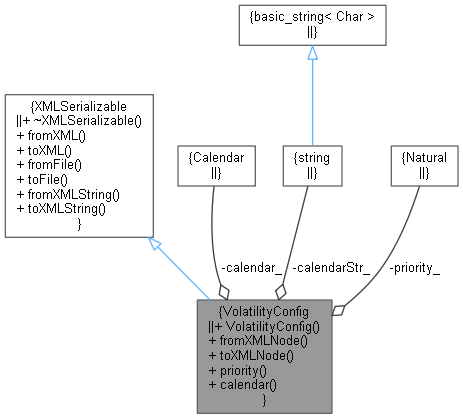 {basic_string< Char >
||}
{XMLSerializable
||+ ~XMLSerializable()
+ fromXML()
+ toXML()
+ fromFile()
+ toFile()
+ fromXMLString()
+ toXMLString()
}
{Calendar
||}
{string
||}
{Natural
||}
-calendar_
-calendarStr_
-priority_
{VolatilityConfig
||+ VolatilityConfig()
+ fromXMLNode()
+ toXMLNode()
+ priority()
+ calendar()
}